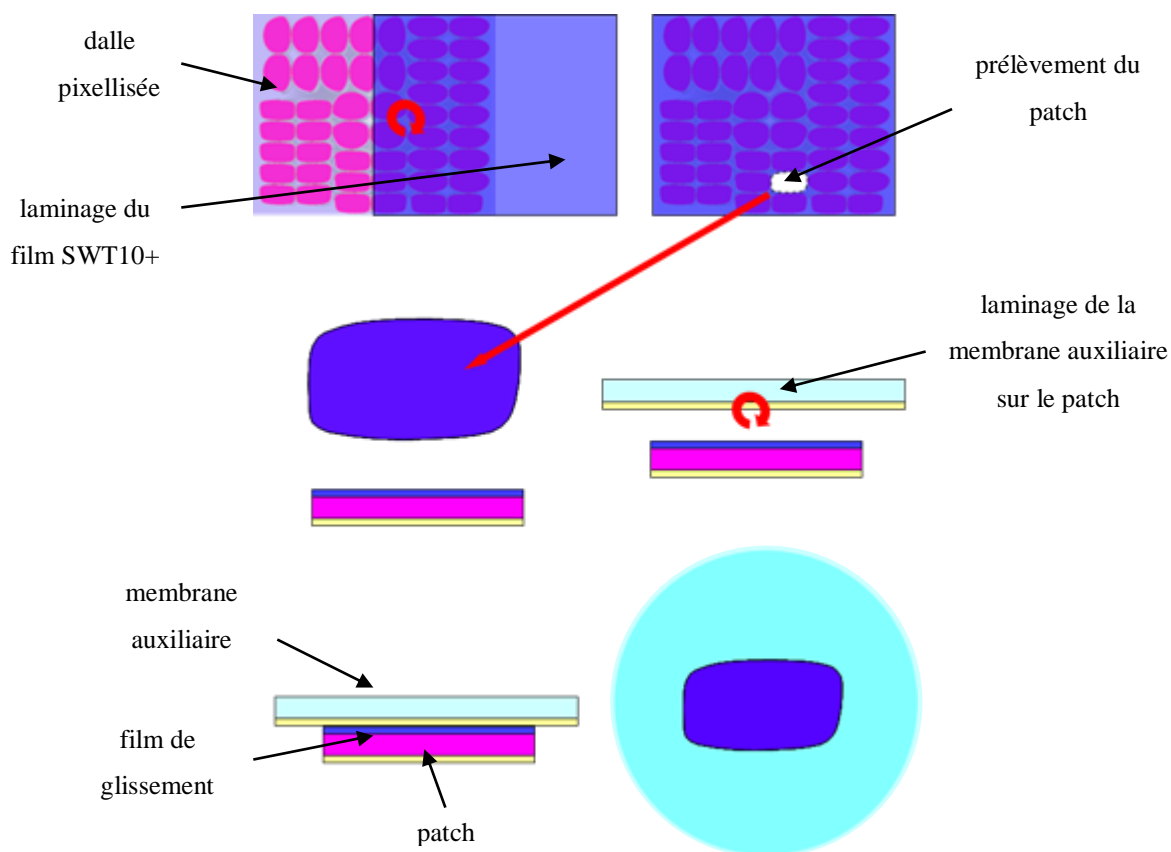 dalle
pixellisée
prélèvement du
patch
laminage du
film SWT10+
laminage de la
membrane auxiliaire
sur le patch
membrane
auxiliaire
film de
glissement
patch